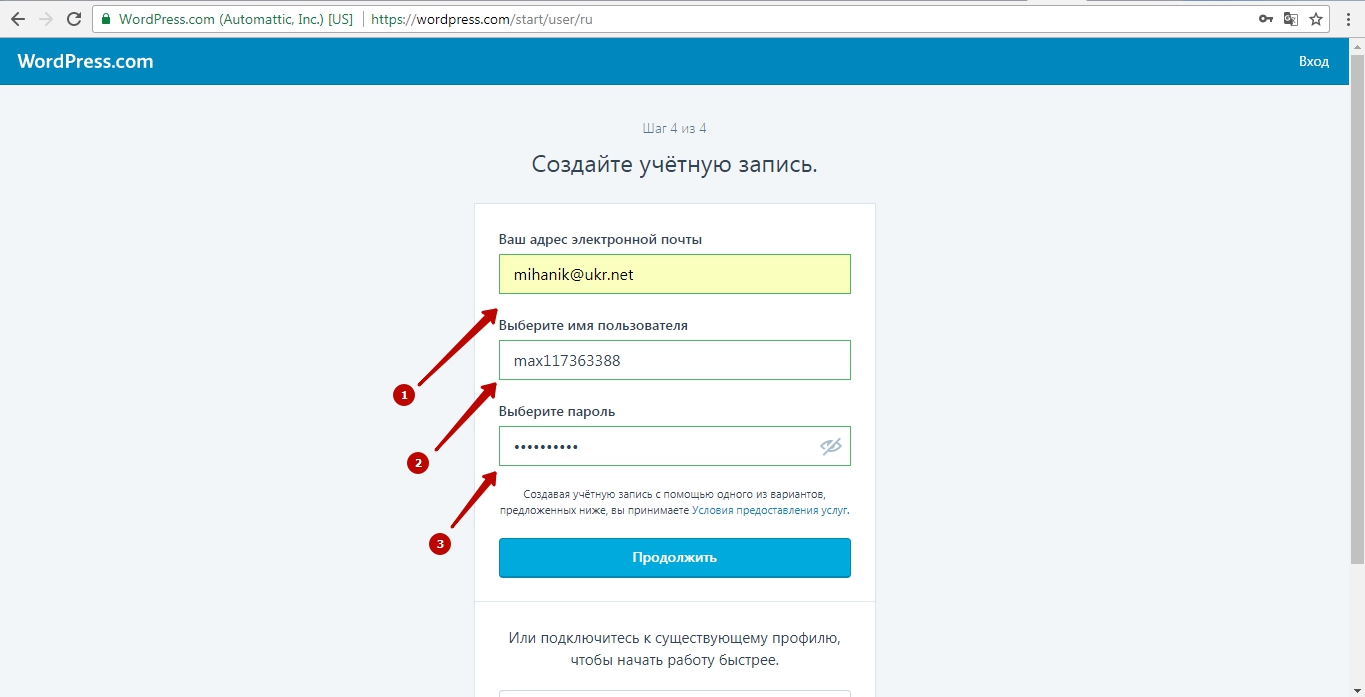 WordPress.com (Automattic, Inc.) [US] https://wordpress.com/start/user/ru
WordPress.com
Вход
Шаг 4 из 4
Создайте учётную запись.
Ваш адрес электронной почты
mihanik@ukr.net
Выберите имя пользователя
max117363388
1
Выберите пароль
••••••••••
2
Создавая учётную запись с помощью одного из вариантов,
предложенных ниже, вы принимаете Условия предоставления услуг.
3
Продолжить
Или подключитесь к существующему профилю,
чтобы начать работу быстрее.